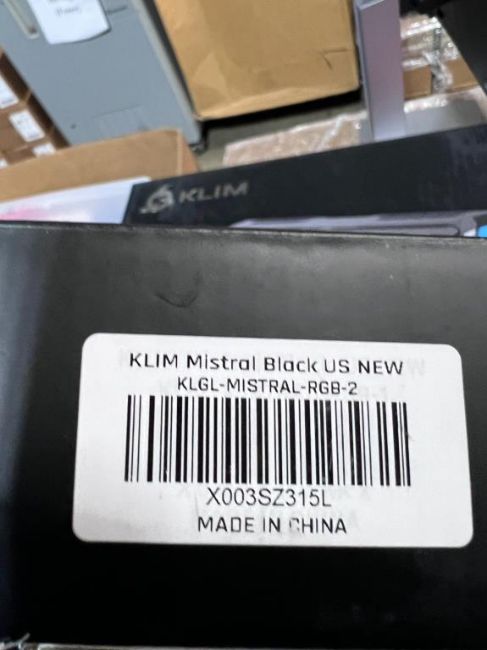 KLIM
KLIM Mistral Black US NEW
KLGL-MISTRAL-RGB-2
X003SZ315L
MADE IN CHINA